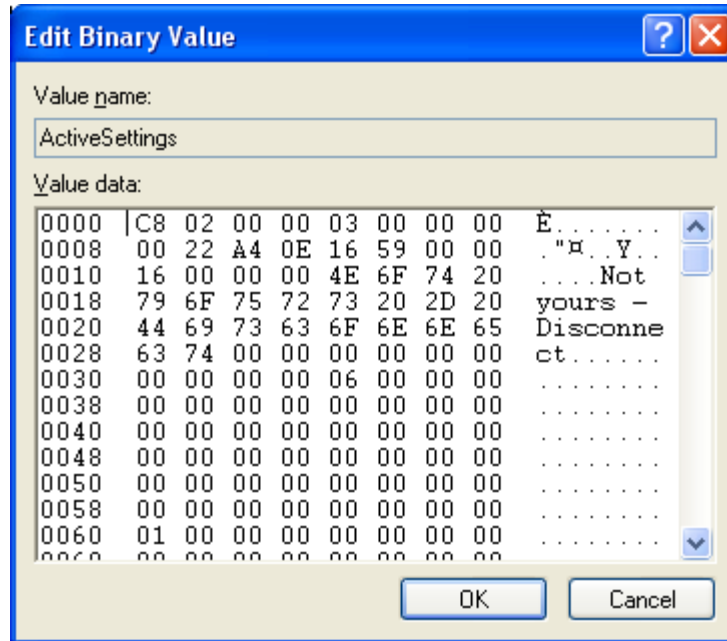 Edit Binary Value
Value name:
ActiveSettings
Value data:
0000 C8 02 00 00 03 00 00 00 È.......
0008 00 22 A4 0E 16 59 00 00 ."¤..Y..
0010 16 00 00 00 4E 6F 74 20 ....Not
0018 79 6F 75 72 73 20 2D 20 yours -
0020 44 69 73 63 6F 6E 6E 65 Disconne
0028 63 74 00 00 00 00 00 00 ct......
0030 00 00 00 00 06 00 00 00 ........
0038 00 00 00 00 00 00 00 00 ........
0040 00 00 00 00 00 00 00 00 ........
0048 00 00 00 00 00 00 00 00 ........
0050 00 00 00 00 00 00 00 00 ........
0058 00 00 00 00 00 00 00 00 ........
0060 01 00 00 00 00 00 00 00 ........
OK Cancel